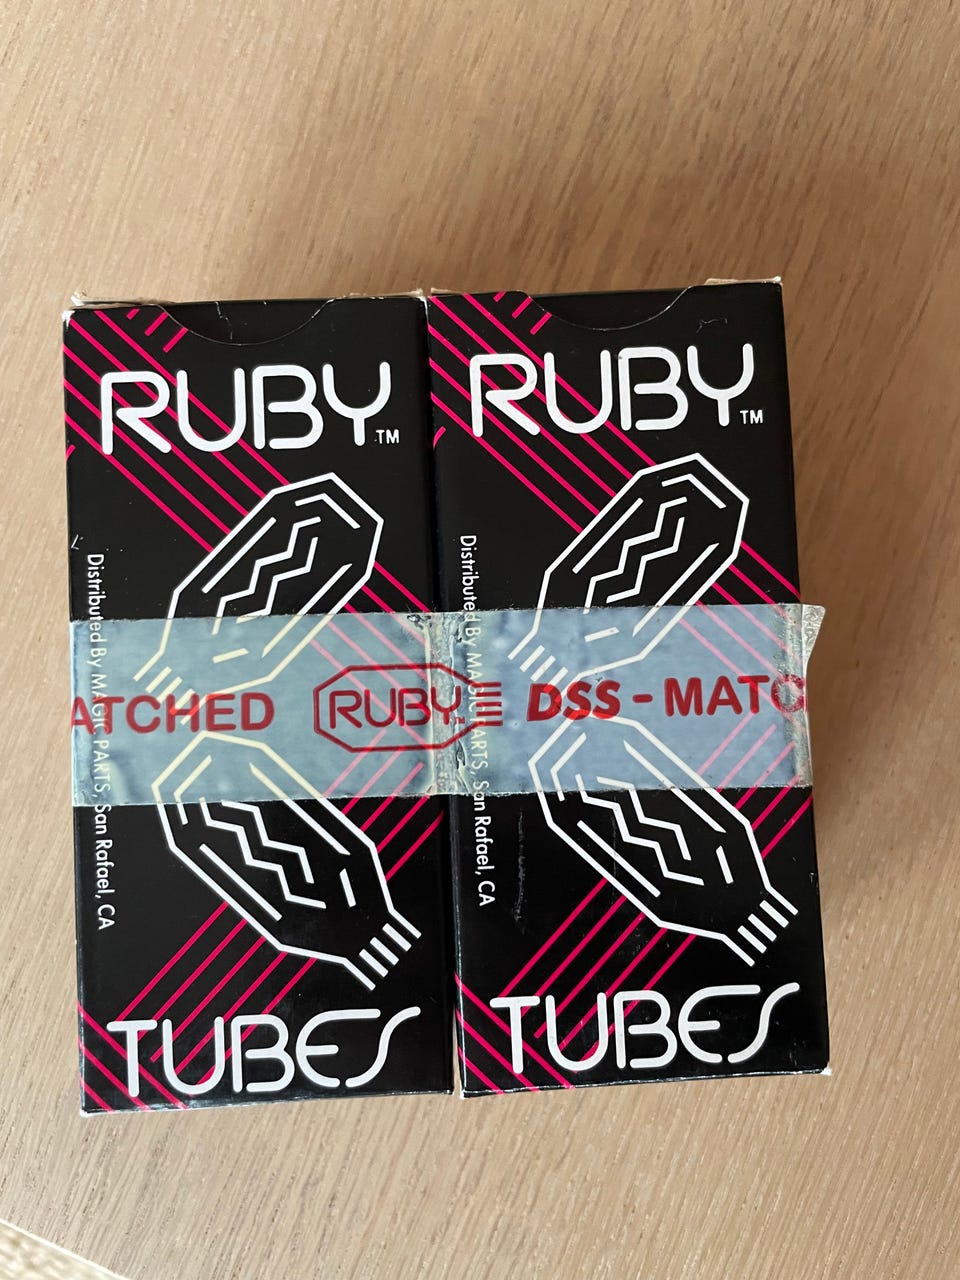 RUBY TM
Distributed By MAGIC PARTS, San Rafael, CA
TUBES
RUBY TM
Distributed By MAGIC PARTS, San Rafael, CA
TUBES
ATCHED RUBY DSS - MATC